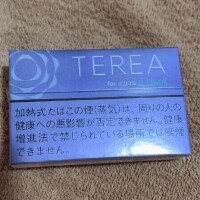 TEREA
for IQOS ILUMA
加熱式たばこの煙(蒸気)は、周りの人の
健康への悪影響が否定できません。健康
増進法で禁じられている場所では喫煙
できません。